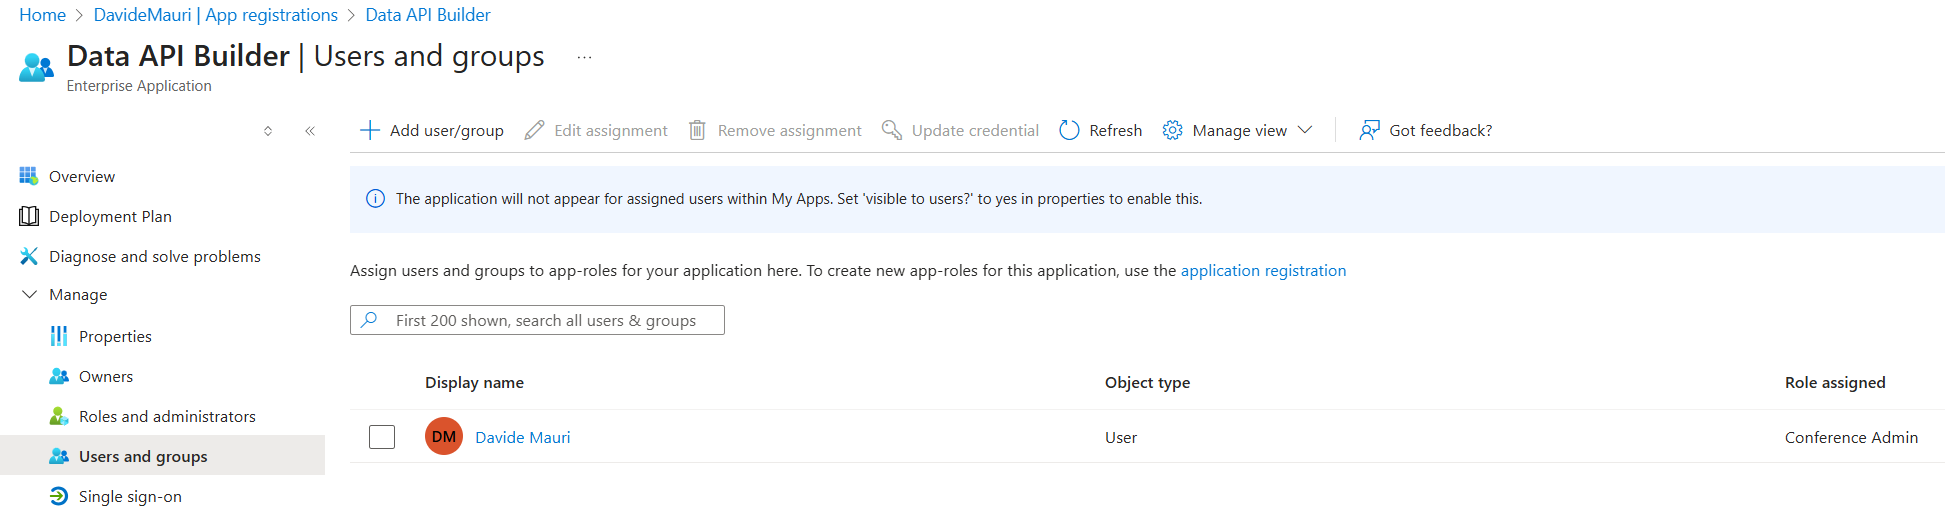 Home > DavideMauri | App registrations > Data API Builder
Data API Builder | Users and groups ...
Enterprise Application
Add user/group Edit assignment Remove assignment Update credential Refresh Manage view Got feedback?
Overview
Deployment Plan
Diagnose and solve problems
Manage
Properties
Owners
Roles and administrators
Users and groups
Single sign-on
The application will not appear for assigned users within My Apps. Set 'visible to users?' to yes in properties to enable this.
Assign users and groups to app-roles for your application here. To create new app-roles for this application, use the application registration
First 200 shown, search all users & groups
Display name Object type Role assigned
DM Davide Mauri User Conference Admin